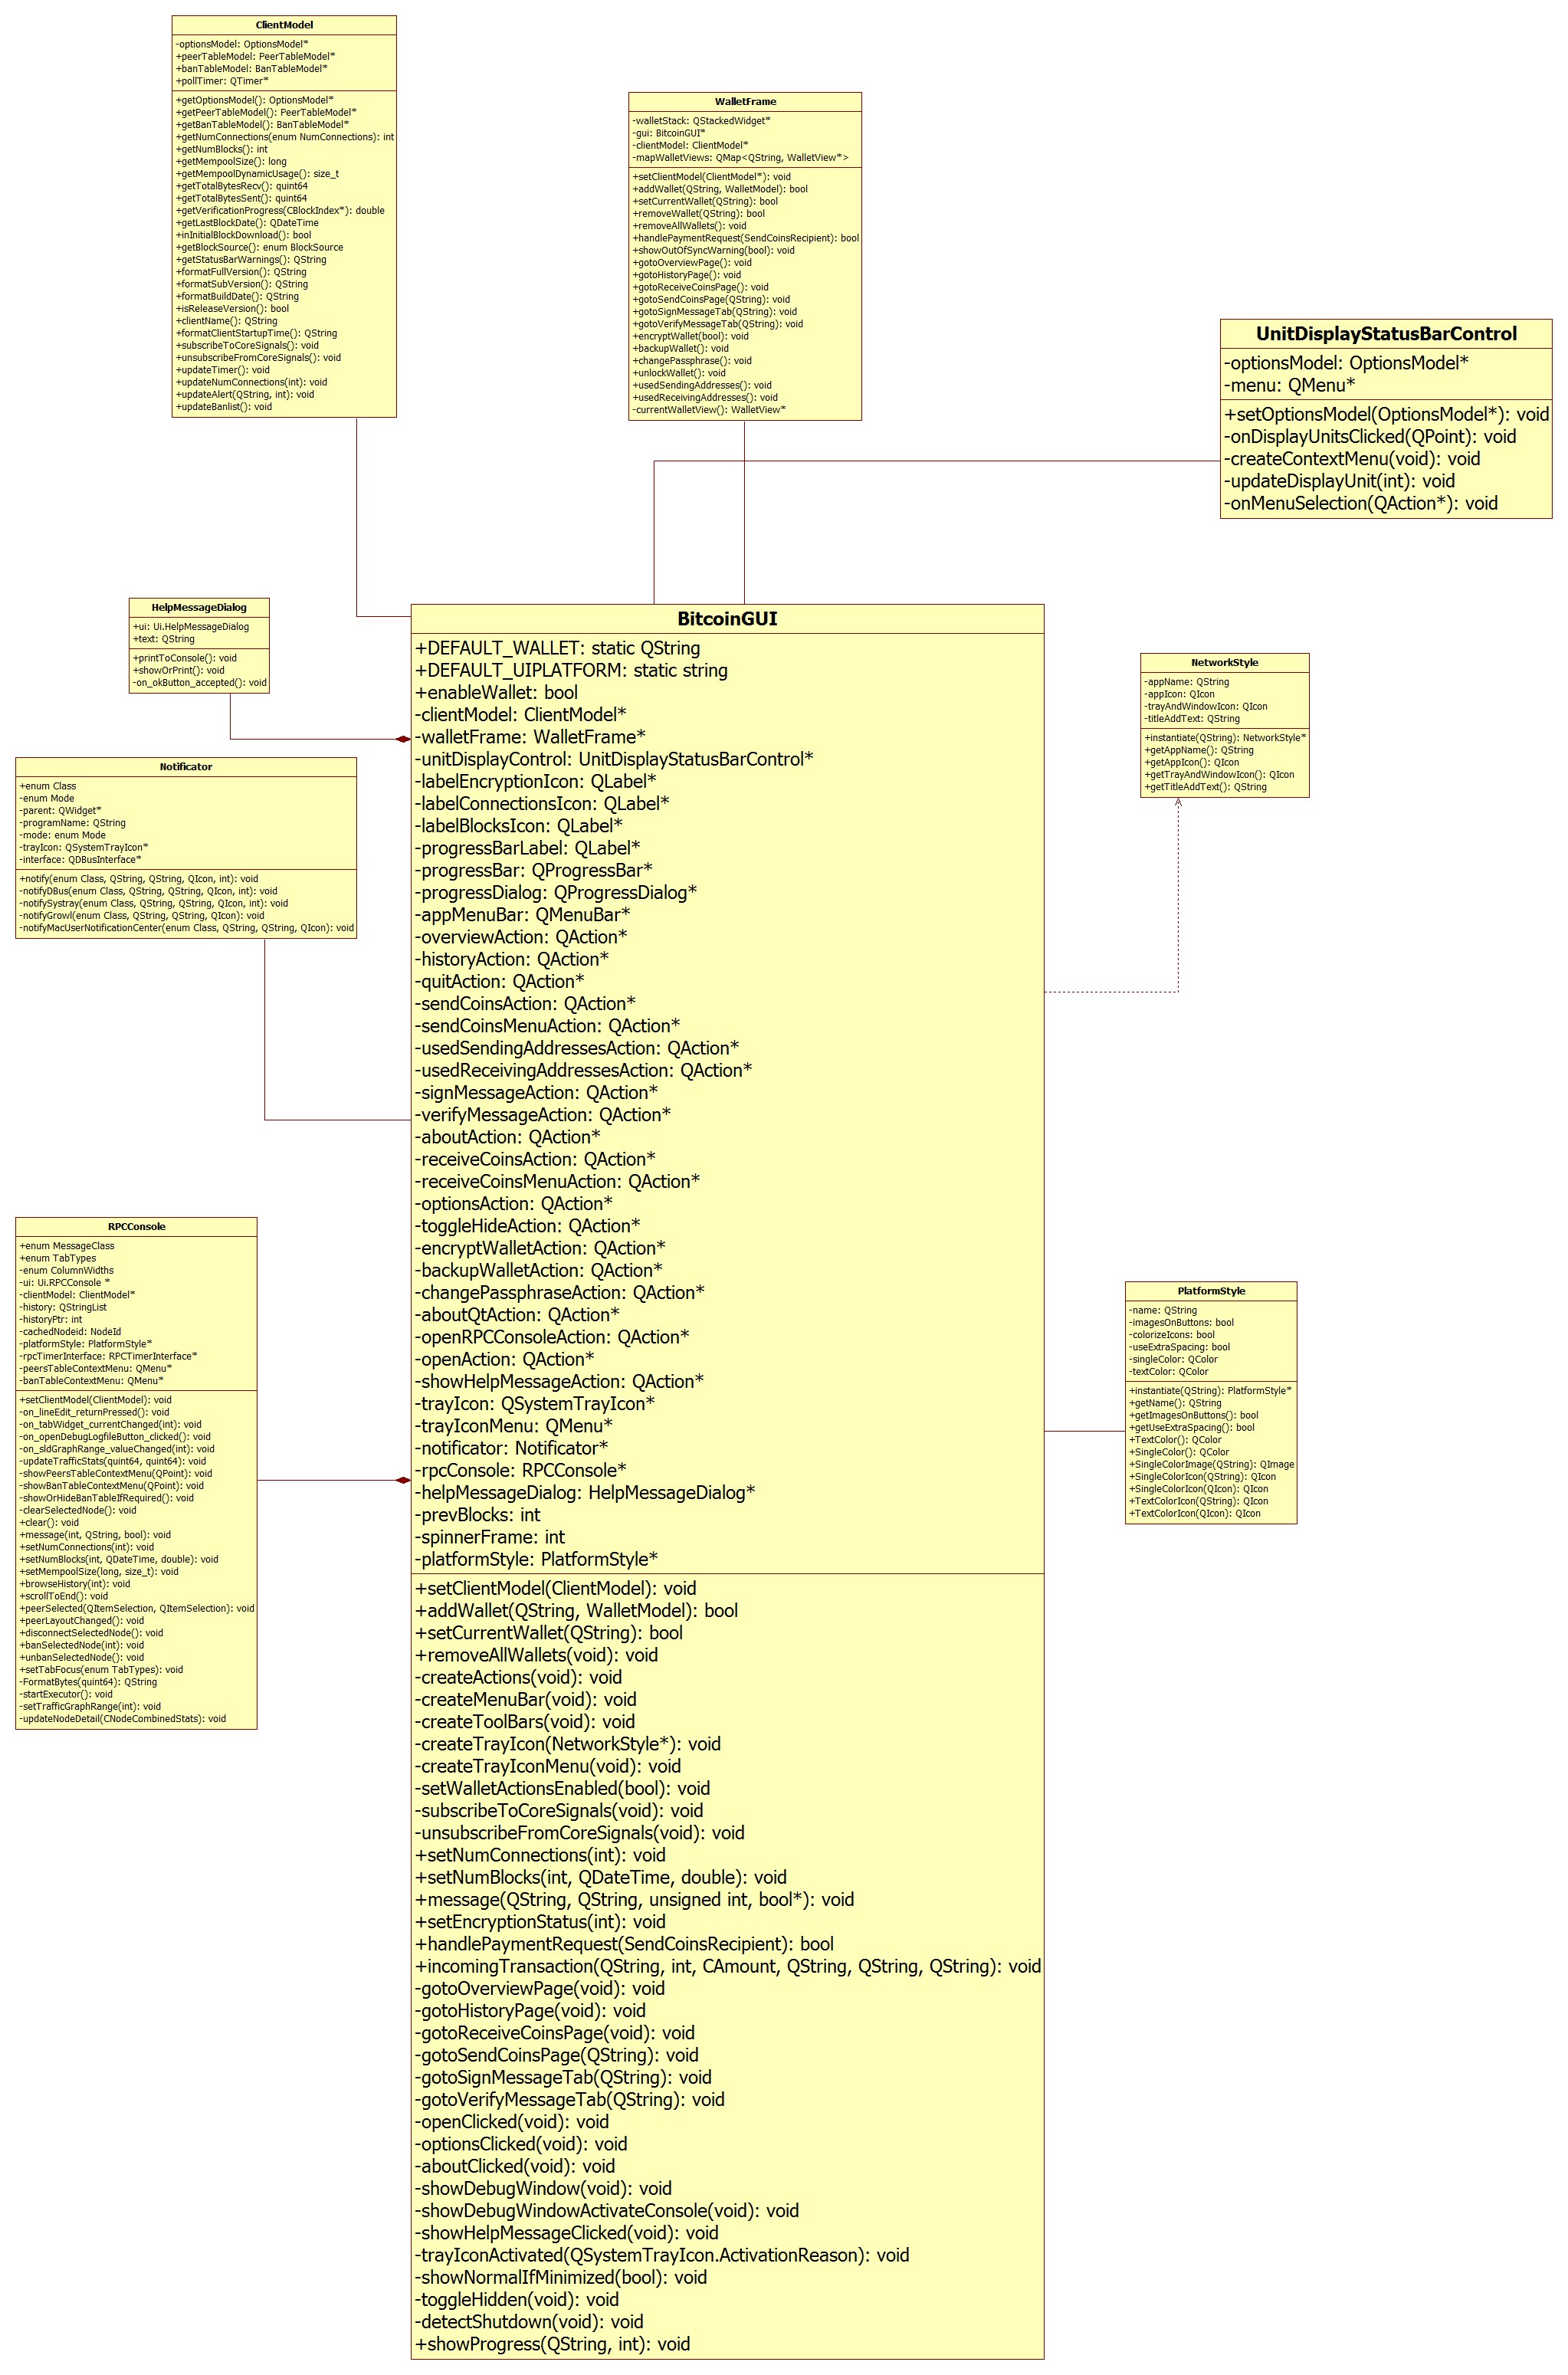 ClientModel
-optionsModel: OptionsModel*
+peerTableModel: PeerTableModel*
+banTableModel: BanTableModel*
+pollTimer: QTimer*
+getOptionsModel(): OptionsModel*
+getPeerTableModel(): PeerTableModel*
+getBanTableModel(): BanTableModel*
+getNumConnections(enum NumConnections): int
+getNumBlocks(): int
+getMempoolSize(): long
+getMempoolDynamicUsage(): size_t
+getTotalBytesRecv(): quint64
+getTotalBytesSent(): quint64
+getVerificationProgress(CBlockIndex*): double
+getLastBlockDate(): QDateTime
+inInitialBlockDownload(): bool
+getBlockSource(): enum BlockSource
+getStatusBarWarnings(): QString
+formatFullVersion(): QString
+formatSubVersion(): QString
+formatBuildDate(): QString
+isReleaseVersion(): bool
+clientName(): QString
+formatClientStartupTime(): QString
+subscribeToCoreSignals(): void
+unsubscribeFromCoreSignals(): void
+updateTimer(): void
+updateNumConnections(int): void
+updateAlert(QString, int): void
+updateBanlist(): void
WalletFrame
-walletStack: QStackedWidget*
-gui: BitcoinGUI*
-clientModel: ClientModel*
-mapWalletViews: QMap<QString, WalletView*>
+setClientModel(ClientModel*): void
+addWallet(QString, WalletModel): bool
+setCurrentWallet(QString): bool
+removeWallet(QString): bool
+removeAllWallets(): void
+handlePaymentRequest(SendCoinsRecipient): bool
+showOutOfSyncWarning(bool): void
+gotoOverviewPage(): void
+gotoHistoryPage(): void
+gotoReceiveCoinsPage(): void
+gotoSendCoinsPage(QString): void
+gotoSignMessageTab(QString): void
+gotoVerifyMessageTab(QString): void
+encryptWallet(bool): void
+backupWallet(): void
+changePassphrase(): void
+unlockWallet(): void
+usedSendingAddresses(): void
+usedReceivingAddresses(): void
-currentWalletView(): WalletView*
UnitDisplayStatusBarControl
-optionsModel: OptionsModel*
-menu: QMenu*
+setOptionsModel(OptionsModel*): void
-onDisplayUnitsClicked(QPoint): void
-createContextMenu(void): void
-updateDisplayUnit(int): void
-onMenuSelection(QAction*): void
HelpMessageDialog
+ui: Ui.HelpMessageDialog
+text: QString
+printToConsole(): void
+showOrPrint(): void
-on_okButton_accepted(): void
Notificator
+enum Class
-enum Mode
-parent: QWidget*
-programName: QString
-mode: enum Mode
-trayIcon: QSystemTrayIcon*
-interface: QDBusInterface*
+notify(enum Class, QString, QString, QIcon, int): void
-notifyDBus(enum Class, QString, QString, QIcon, int): void
-notifySystray(enum Class, QString, QString, QIcon, int): void
-notifyGrowl(enum Class, QString, QString, QIcon): void
-notifyMacUserNotificationCenter(enum Class, QString, QString, QIcon): void
RPCConsole
+enum MessageClass
+enum TabTypes
-enum ColumnWidths
-ui: Ui.RPCConsole *
-clientModel: ClientModel*
-history: QStringList
-historyPtr: int
-cachedNodeid: NodeId
-platformStyle: PlatformStyle*
-rpcTimerInterface: RPCTimerInterface*
-peersTableContextMenu: QMenu*
-banTableContextMenu: QMenu*
+setClientModel(ClientModel): void
-on_lineEdit_returnPressed(): void
-on_tabWidget_currentChanged(int): void
-on_openDebugLogfileButton_clicked(): void
-on_sldGraphRange_valueChanged(int): void
-updateTrafficStats(quint64, quint64): void
-showPeersTableContextMenu(QPoint): void
-showBanTableContextMenu(QPoint): void
-showOrHideBanTableIfRequired(): void
-clearSelectedNode(): void
+clear(): void
+message(int, QString, bool): void
+setNumConnections(int): void
+setNumBlocks(int, QDateTime, double): void
+setMempoolSize(long, size_t): void
+browseHistory(int): void
+scrollToEnd(): void
+peerSelected(QItemSelection, QItemSelection): void
+peerLayoutChanged(): void
+disconnectSelectedNode(): void
+banSelectedNode(int): void
+unbanSelectedNode(): void
+setTabFocus(enum TabTypes): void
-FormatBytes(quint64): QString
-startExecutor(): void
-setTrafficGraphRange(int): void
-updateNodeDetail(CNodeCombinedStats): void
BitcoinGUI
+DEFAULT_WALLET: static QString
+DEFAULT_UIPLATFORM: static string
+enableWallet: bool
-clientModel: ClientModel*
-walletFrame: WalletFrame*
-unitDisplayControl: UnitDisplayStatusBarControl*
-labelEncryptionIcon: QLabel*
-labelConnectionsIcon: QLabel*
-labelBlocksIcon: QLabel*
-progressBarLabel: QLabel*
-progressBar: QProgressBar*
-progressDialog: QProgressDialog*
-appMenuBar: QMenuBar*
-overviewAction: QAction*
-historyAction: QAction*
-quitAction: QAction*
-sendCoinsAction: QAction*
-sendCoinsMenuAction: QAction*
-usedSendingAddressesAction: QAction*
-usedReceivingAddressesAction: QAction*
-signMessageAction: QAction*
-verifyMessageAction: QAction*
-aboutAction: QAction*
-receiveCoinsAction: QAction*
-receiveCoinsMenuAction: QAction*
-optionsAction: QAction*
-toggleHideAction: QAction*
-encryptWalletAction: QAction*
-backupWalletAction: QAction*
-changePassphraseAction: QAction*
-aboutQtAction: QAction*
-openRPCConsoleAction: QAction*
-openAction: QAction*
-showHelpMessageAction: QAction*
-trayIcon: QSystemTrayIcon*
-trayIconMenu: QMenu*
-notificator: Notificator*
-rpcConsole: RPCConsole*
-helpMessageDialog: HelpMessageDialog*
-prevBlocks: int
-spinnerFrame: int
-platformStyle: PlatformStyle*
+setClientModel(ClientModel): void
+addWallet(QString, WalletModel): bool
+setCurrentWallet(QString): bool
+removeAllWallets(void): void
-createActions(void): void
-createMenuBar(void): void
-createToolBars(void): void
-createTrayIcon(NetworkStyle*): void
-createTrayIconMenu(void): void
-setWalletActionsEnabled(bool): void
-subscribeToCoreSignals(void): void
-unsubscribeFromCoreSignals(void): void
+setNumConnections(int): void
+setNumBlocks(int, QDateTime, double): void
+message(QString, QString, unsigned int, bool*): void
+setEncryptionStatus(int): void
+handlePaymentRequest(SendCoinsRecipient): bool
+incomingTransaction(QString, int, CAmount, QString, QString, QString): void
-gotoOverviewPage(void): void
-gotoHistoryPage(void): void
-gotoReceiveCoinsPage(void): void
-gotoSendCoinsPage(QString): void
-gotoSignMessageTab(QString): void
-gotoVerifyMessageTab(QString): void
-openClicked(void): void
-optionsClicked(void): void
-aboutClicked(void): void
-showDebugWindow(void): void
-showDebugWindowActivateConsole(void): void
-showHelpMessageClicked(void): void
-trayIconActivated(QSystemTrayIcon.ActivationReason): void
-showNormalIfMinimized(bool): void
-toggleHidden(void): void
-detectShutdown(void): void
+showProgress(QString, int): void
NetworkStyle
-appName: QString
-appIcon: QIcon
-trayAndWindowIcon: QIcon
-titleAddText: QString
+instantiate(QString): NetworkStyle*
+getAppName(): QString
+getAppIcon(): QIcon
+getTrayAndWindowIcon(): QIcon
+getTitleAddText(): QString
PlatformStyle
-name: QString
-imagesOnButtons: bool
-colorizeIcons: bool
-useExtraSpacing: bool
-singleColor: QColor
-textColor: QColor
+instantiate(QString): PlatformStyle*
+getName(): QString
+getImagesOnButtons(): bool
+getUseExtraSpacing(): bool
+TextColor(): QColor
+SingleColor(): QColor
+SingleColorImage(QString): QImage
+SingleColorIcon(QString): QIcon
+SingleColorIcon(QIcon): QIcon
+TextColorIcon(QString): QIcon
+TextColorIcon(QIcon): QIcon